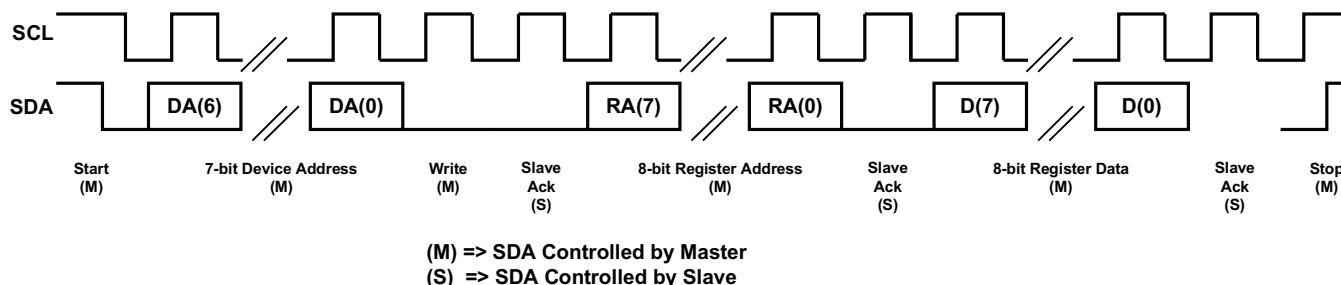 SCL
SDA
DA(6) DA(0) RA(7) RA(0) D(7) D(0)
Start 7-bit Device Address Write Slave 8-bit Register Address Slave 8-bit Register Data Slave Stop
(M) (M) (M) Ack (M) Ack (M) Ack (M)
(S) (S) (S)
(M) => SDA Controlled by Master
(S) => SDA Controlled by Slave